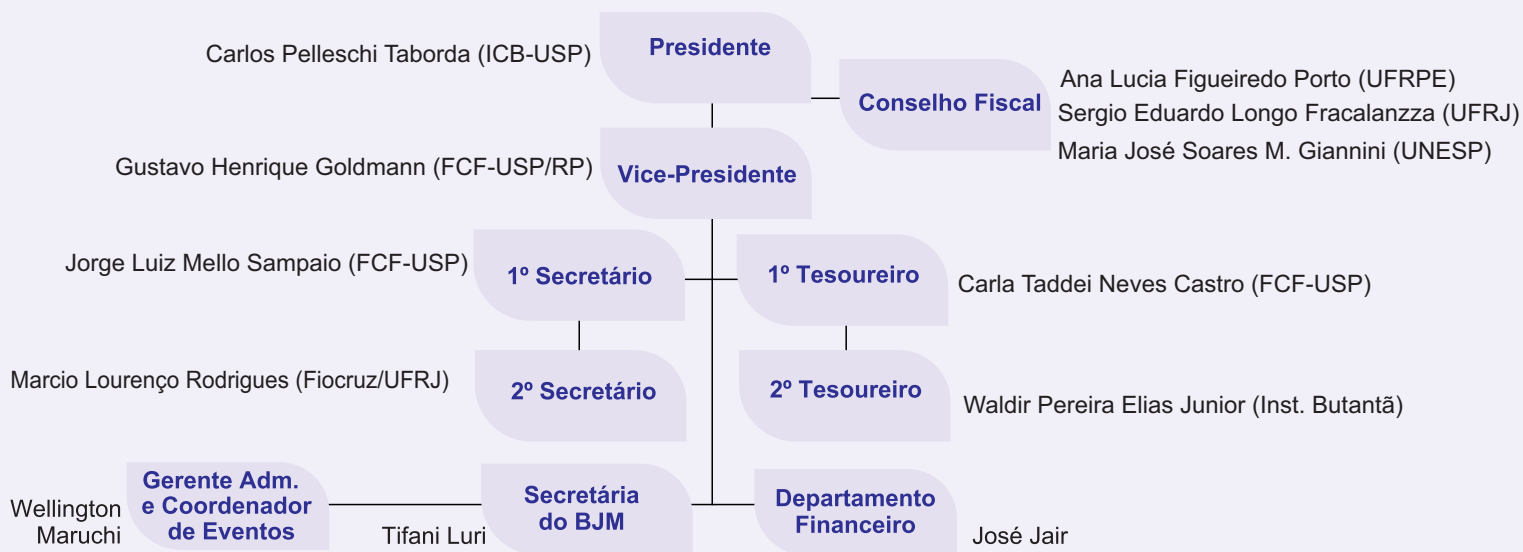 Carlos Pelleschi Taborda (ICB-USP)
Presidente
Conselho Fiscal
Ana Lucia Figueiredo Porto (UFRPE)
Sergio Eduardo Longo Fracalanzza (UFRJ)
Maria José Soares M. Giannini (UNESP)
Gustavo Henrique Goldmann (FCF-USP/RP)
Vice-Presidente
Jorge Luiz Mello Sampaio (FCF-USP)
1º Secretário
1º Tesoureiro
Carla Taddei Neves Castro (FCF-USP)
Marcio Lourenço Rodrigues (Fiocruz/UFRJ)
2º Secretário
2º Tesoureiro
Waldir Pereira Elias Junior (Inst. Butantã)
Wellington
Maruchi
Gerente Adm.
e Coordenador
de Eventos
Tifani Luri
Secretária
do BJM
Departamento
Financeiro
José Jair